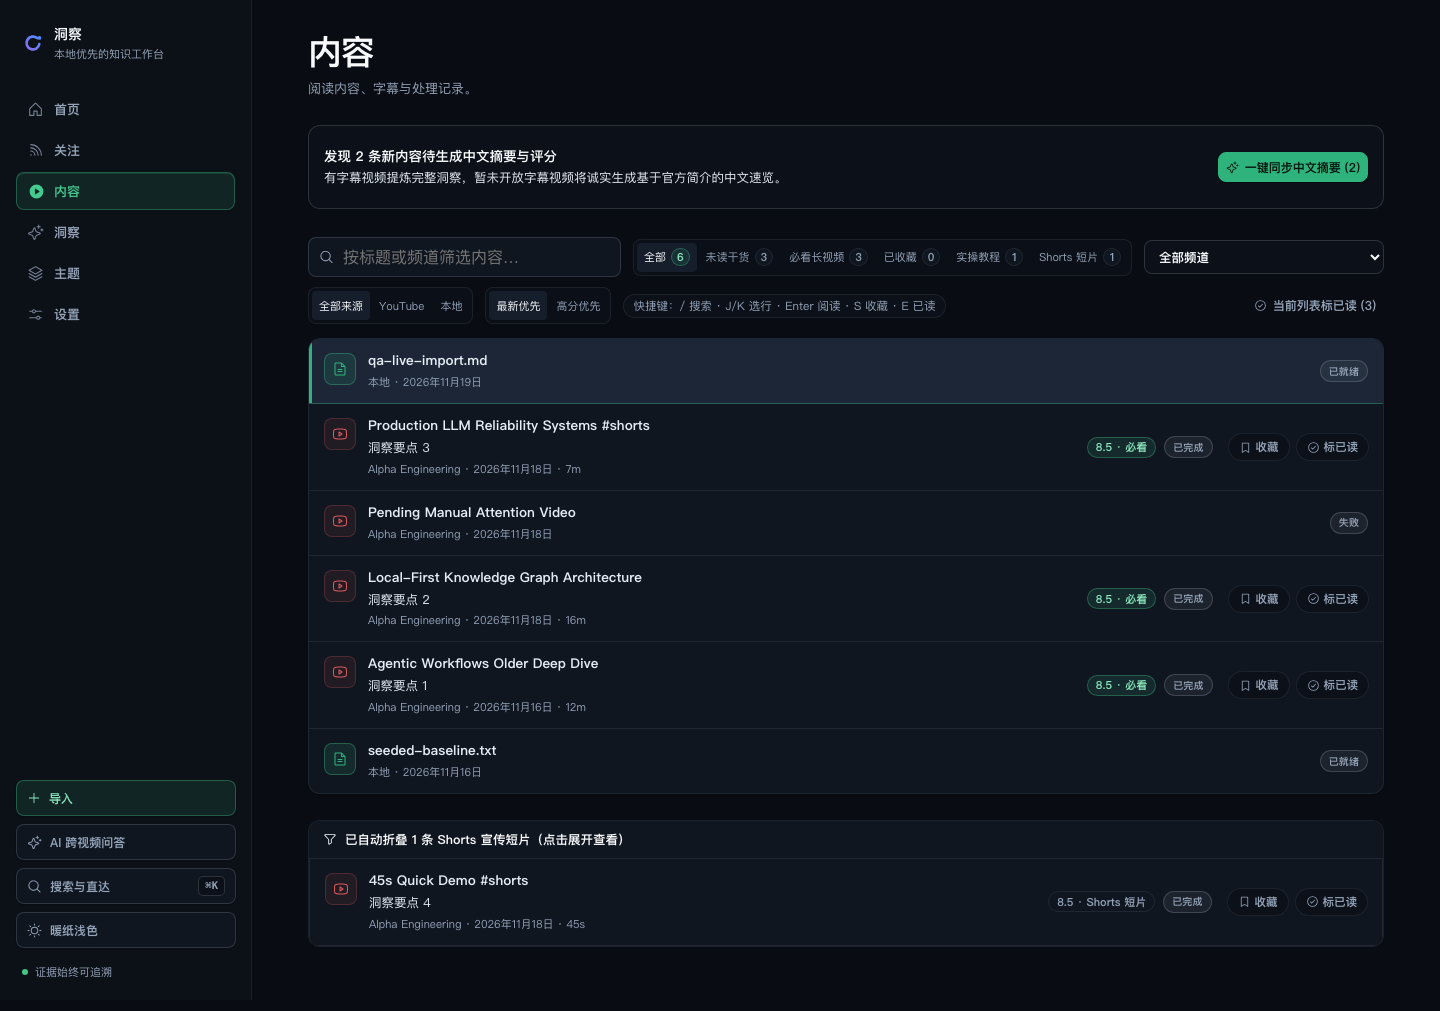 洞察
本地优先的知识工作台
首页
关注
内容
洞察
主题
设置
导入
AI 跨视频问答
搜索与直达 ⌘K
暖纸浅色
证据始终可追溯
内容
阅读内容、字幕与处理记录。
发现 2 条新内容待生成中文摘要与评分
有字幕视频提炼完整洞察，暂未开放字幕视频将诚实生成基于官方简介的中文速览。
一键同步中文摘要 (2)
按标题或频道筛选内容...
全部 6 未读干货 3 必看长视频 3 已收藏 0 实操教程 1 Shorts 短片 1
全部频道
全部来源 YouTube 本地
最新优先 高分优先
快捷键: / 搜索 · J/K 选行 · Enter 阅读 · S 收藏 · E 已读
当前列表标已读 (3)
qa-live-import.md
本地 · 2026年11月19日
已就绪
Production LLM Reliability Systems #shorts
洞察要点 3
Alpha Engineering · 2026年11月18日 · 7m
8.5 · 必看 已完成 收藏 标已读
Pending Manual Attention Video
Alpha Engineering · 2026年11月18日
失败
Local-First Knowledge Graph Architecture
洞察要点 2
Alpha Engineering · 2026年11月18日 · 16m
8.5 · 必看 已完成 收藏 标已读
Agentic Workflows Older Deep Dive
洞察要点 1
Alpha Engineering · 2026年11月16日 · 12m
8.5 · 必看 已完成 收藏 标已读
seeded-baseline.txt
本地 · 2026年11月16日
已就绪
已自动折叠 1 条 Shorts 宣传短片（点击展开查看）
45s Quick Demo #shorts
洞察要点 4
Alpha Engineering · 2026年11月18日 · 45s
8.5 · Shorts 短片 已完成 收藏 标已读